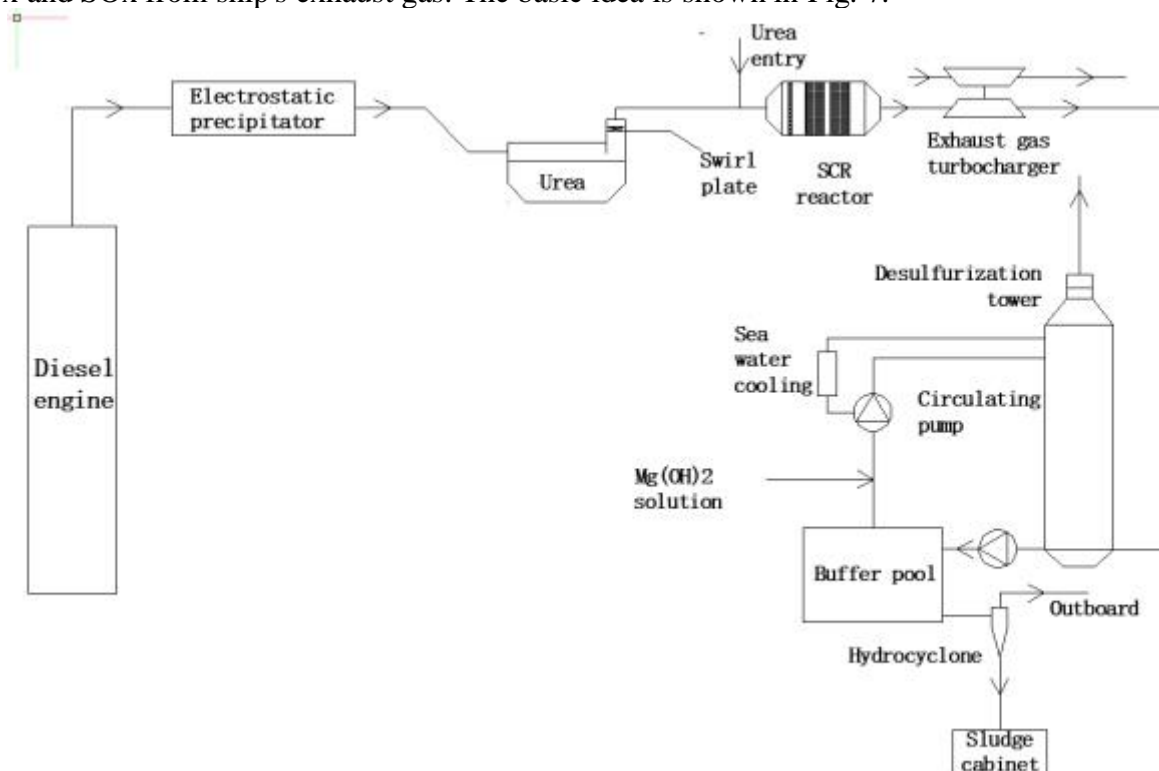 x and SOx from ship's exhaust gas. The basic idea is shown in Fig. 7.
Urea
entry
Electrostatic
precipitator
Swirl
plate
Urea
SCR
reactor
Exhaust gas
turbocharger
Desulfurization
tower
Diesel
engine
Sea
water
cooling
Circulating
pump
Mg(OH)2
solution
Buffer pool
Outboard
Hydrocyclone
Sludge
cabinet